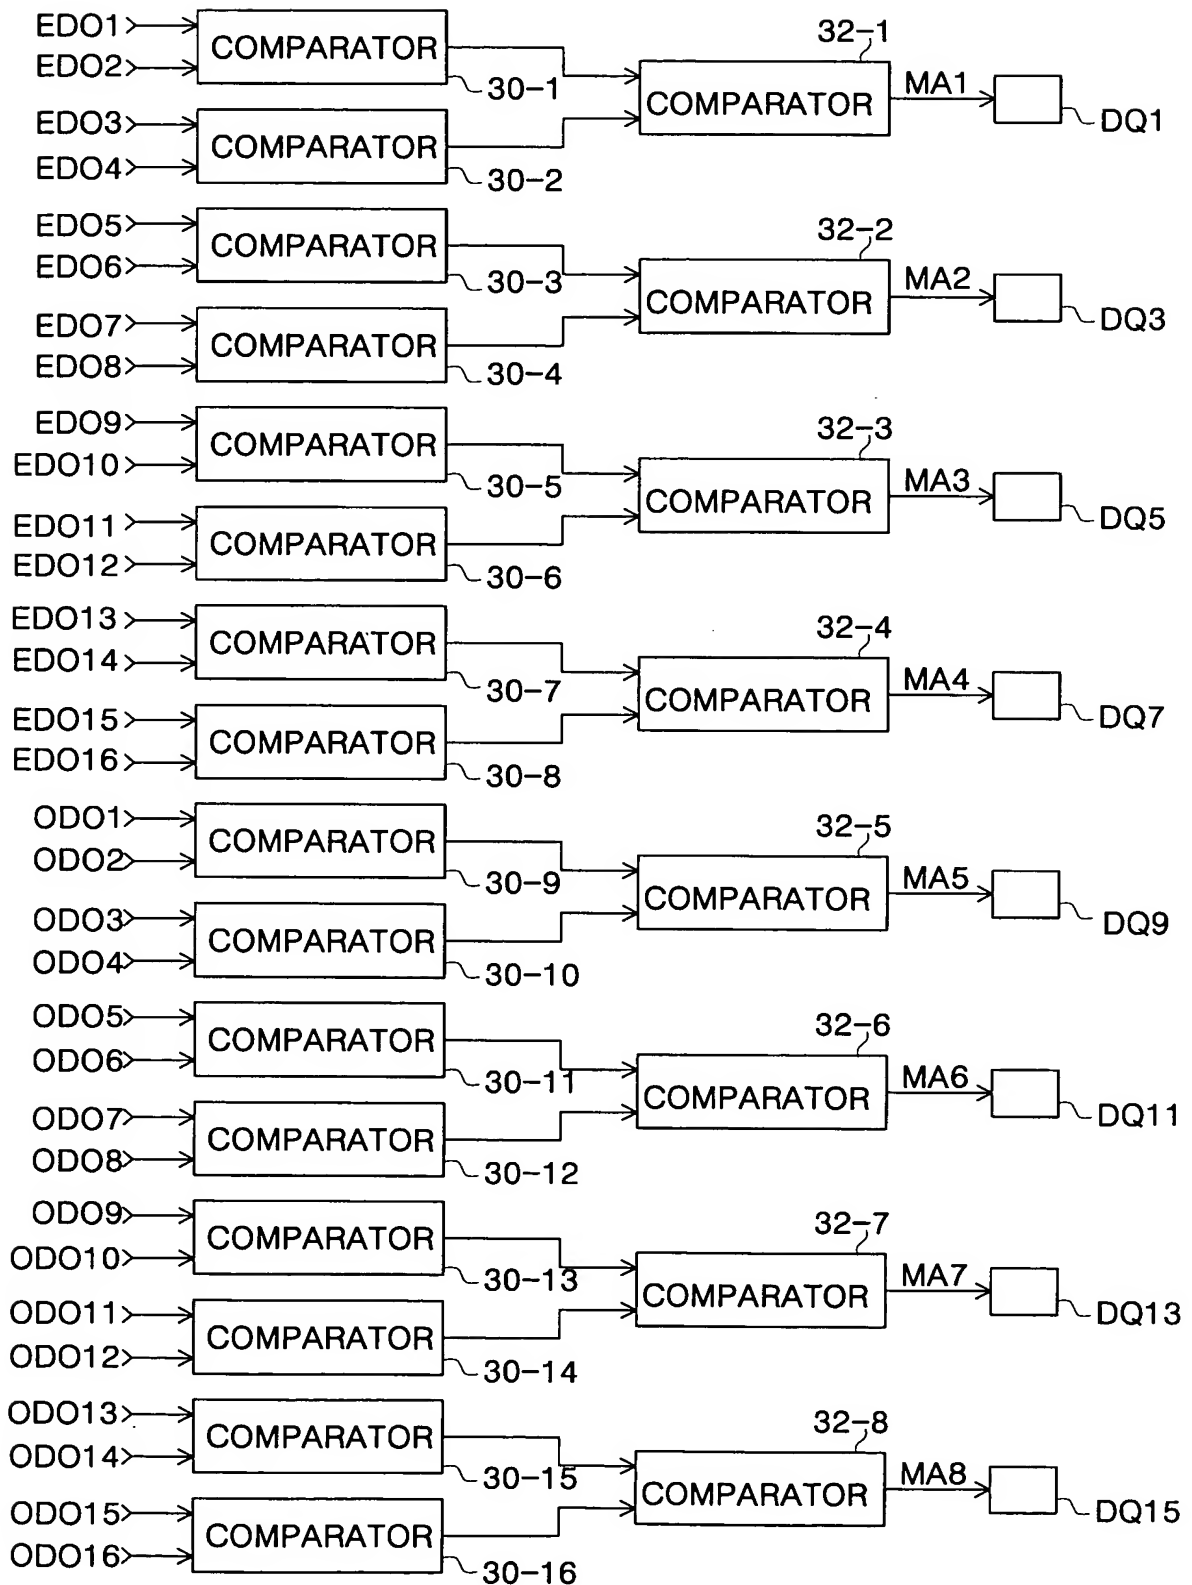 EDO1
EDO2
COMPARATOR
30-1
32-1
COMPARATOR
MA1
DQ1
EDO3
EDO4
COMPARATOR
30-2
EDO5
EDO6
COMPARATOR
30-3
32-2
COMPARATOR
MA2
DQ3
EDO7
EDO8
COMPARATOR
30-4
EDO9
EDO10
COMPARATOR
30-5
32-3
COMPARATOR
MA3
DQ5
EDO11
EDO12
COMPARATOR
30-6
EDO13
EDO14
COMPARATOR
30-7
32-4
COMPARATOR
MA4
DQ7
EDO15
EDO16
COMPARATOR
30-8
ODO1
ODO2
COMPARATOR
30-9
32-5
COMPARATOR
MA5
DQ9
ODO3
ODO4
COMPARATOR
30-10
ODO5
ODO6
COMPARATOR
30-11
32-6
COMPARATOR
MA6
DQ11
ODO7
ODO8
COMPARATOR
30-12
ODO9
ODO10
COMPARATOR
30-13
32-7
COMPARATOR
MA7
DQ13
ODO11
ODO12
COMPARATOR
30-14
ODO13
ODO14
COMPARATOR
30-15
32-8
COMPARATOR
MA8
DQ15
ODO15
ODO16
COMPARATOR
30-16